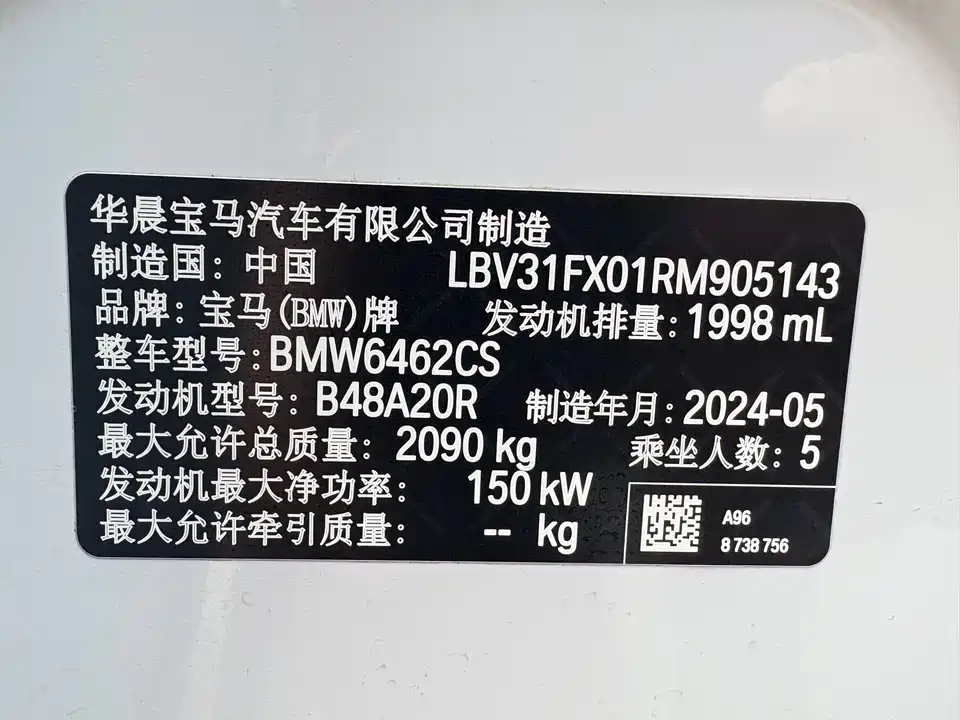 华晨宝马汽车有限公司制造
制造国：中国 LBV31FX01RM905143
品牌：宝马(BMW)牌 发动机排量：1998 mL
整车型号：BMW6462CS
发动机型号：B48A20R 制造年月：2024-05
最大允许总质量：2090 kg 乘坐人数：5
发动机最大净功率：150 kW
最大允许牵引质量：-- kg
A96
8 738 756